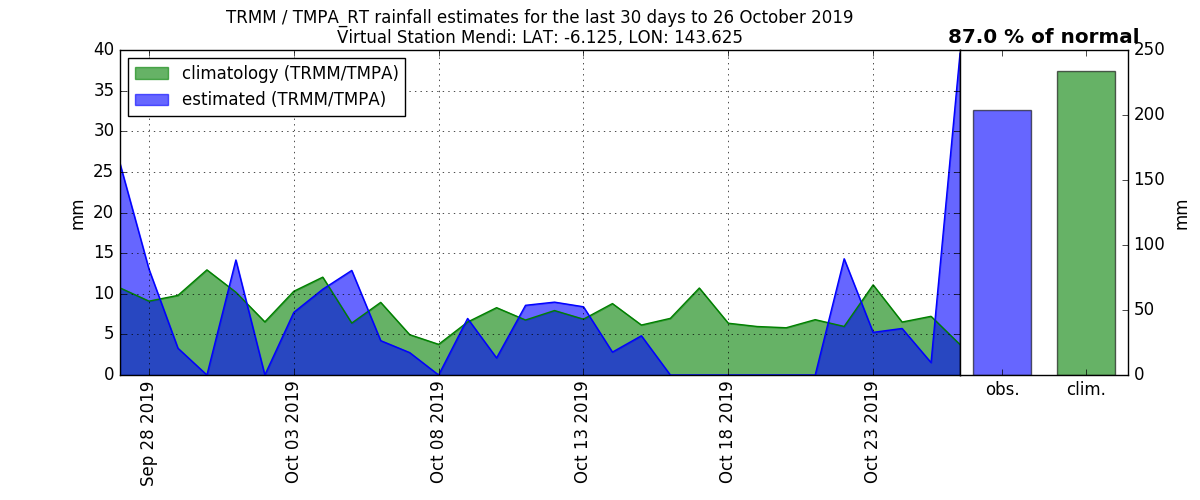 TRMM / TMPA_RT rainfall estimates for the last 30 days to 26 October 2019
Virtual Station Mendi: LAT: -6.125, LON: 143.625
87.0 % of normal
climatology (TRMM/TMPA)
estimated (TRMM/TMPA)
mm
40
35
30
25
20
15
10
5
0
Sep 28 2019
Oct 03 2019
Oct 08 2019
Oct 13 2019
Oct 18 2019
Oct 23 2019
250
200
150
100
50
0
mm
obs.
clim.